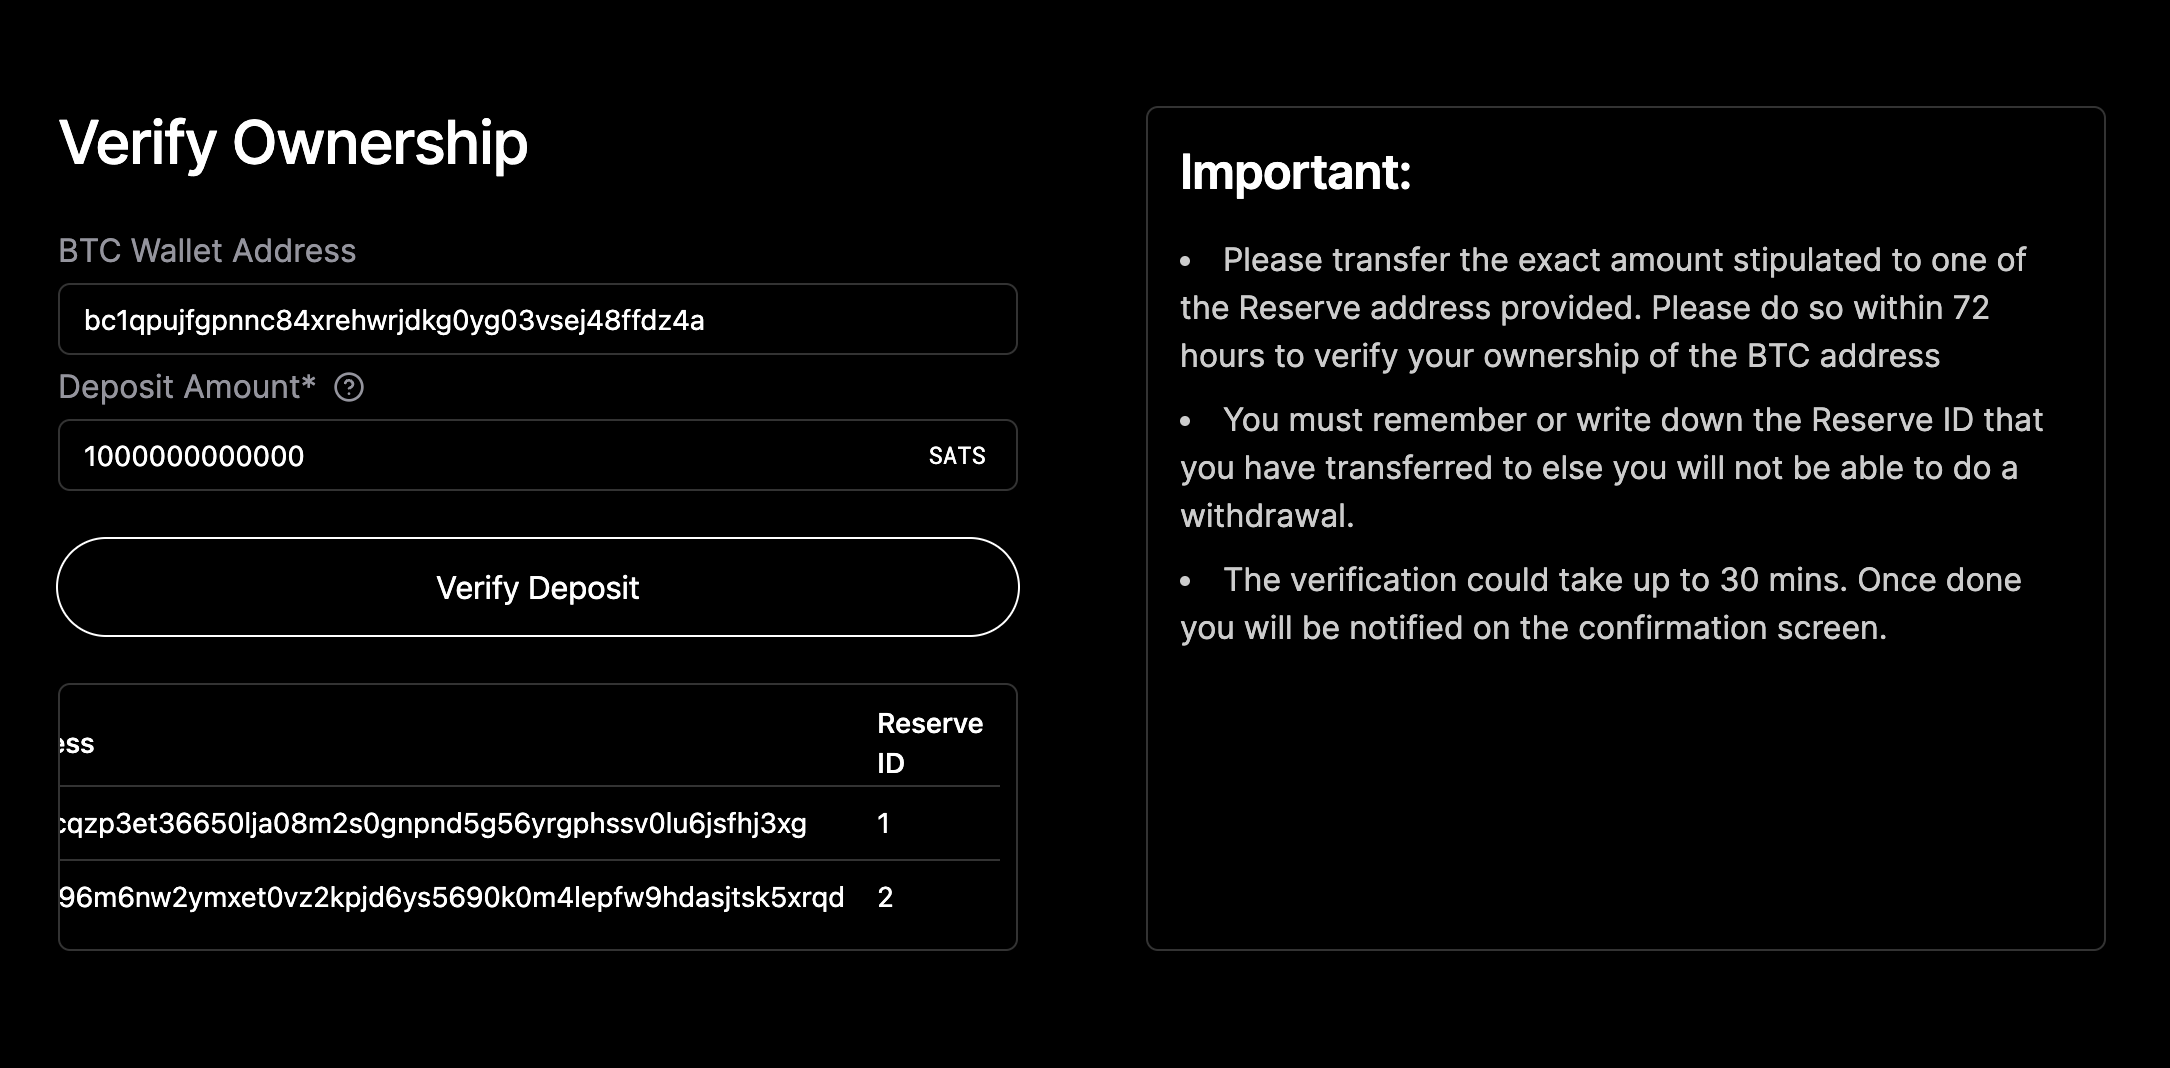 Verify Ownership
BTC Wallet Address
bc1qpujfgpnnc84xrehwrjdkg0yg03vsej48ffdz4a
Deposit Amount*
1000000000000 SATS
Verify Deposit
ess Reserve
ID
cqzp3et36650lja08m2s0gnpnd5g56yrgphssv0lu6jsfhj3xg 1
96m6nw2ymxet0vz2kpjd6ys5690k0m4lepfw9hdasjtsk5xrqd 2
Important:
• Please transfer the exact amount stipulated to one of
the Reserve address provided. Please do so within 72
hours to verify your ownership of the BTC address
• You must remember or write down the Reserve ID that
you have transferred to else you will not be able to do a
withdrawal.
• The verification could take up to 30 mins. Once done
you will be notified on the confirmation screen.